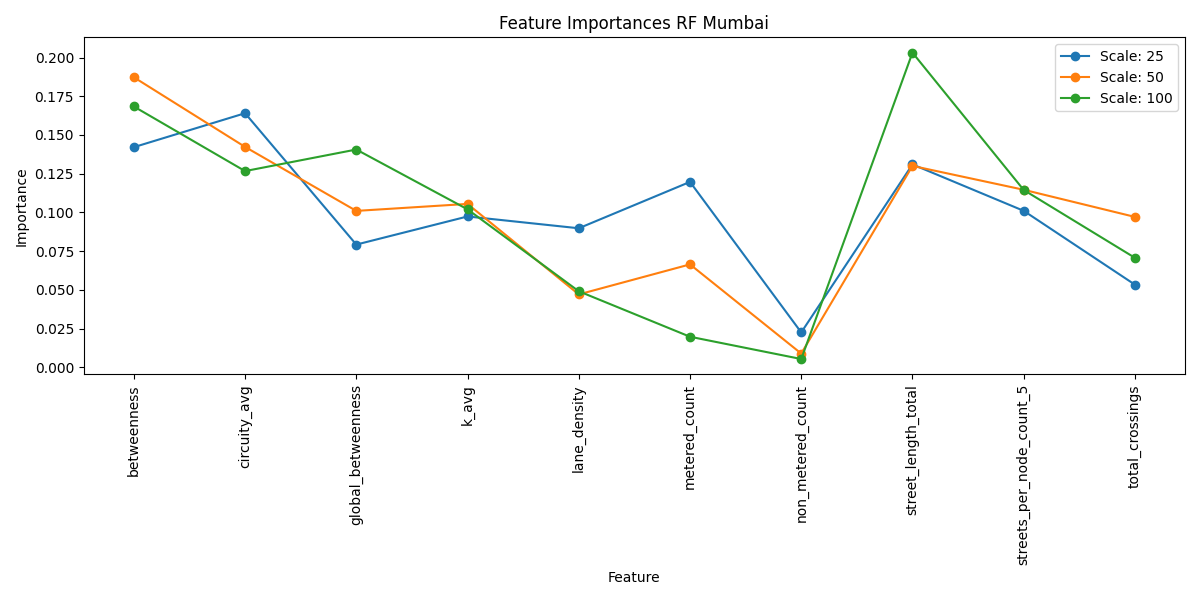 Feature Importances RF Mumbai
Scale: 25
Scale: 50
Scale: 100
Importance
0.200
0.175
0.150
0.125
0.100
0.075
0.050
0.025
0.000
betweenness
circuity_avg
global_betweenness
k_avg
lane_density
metered_count
non_metered_count
street_length_total
streets_per_node_count_5
total_crossings
Feature